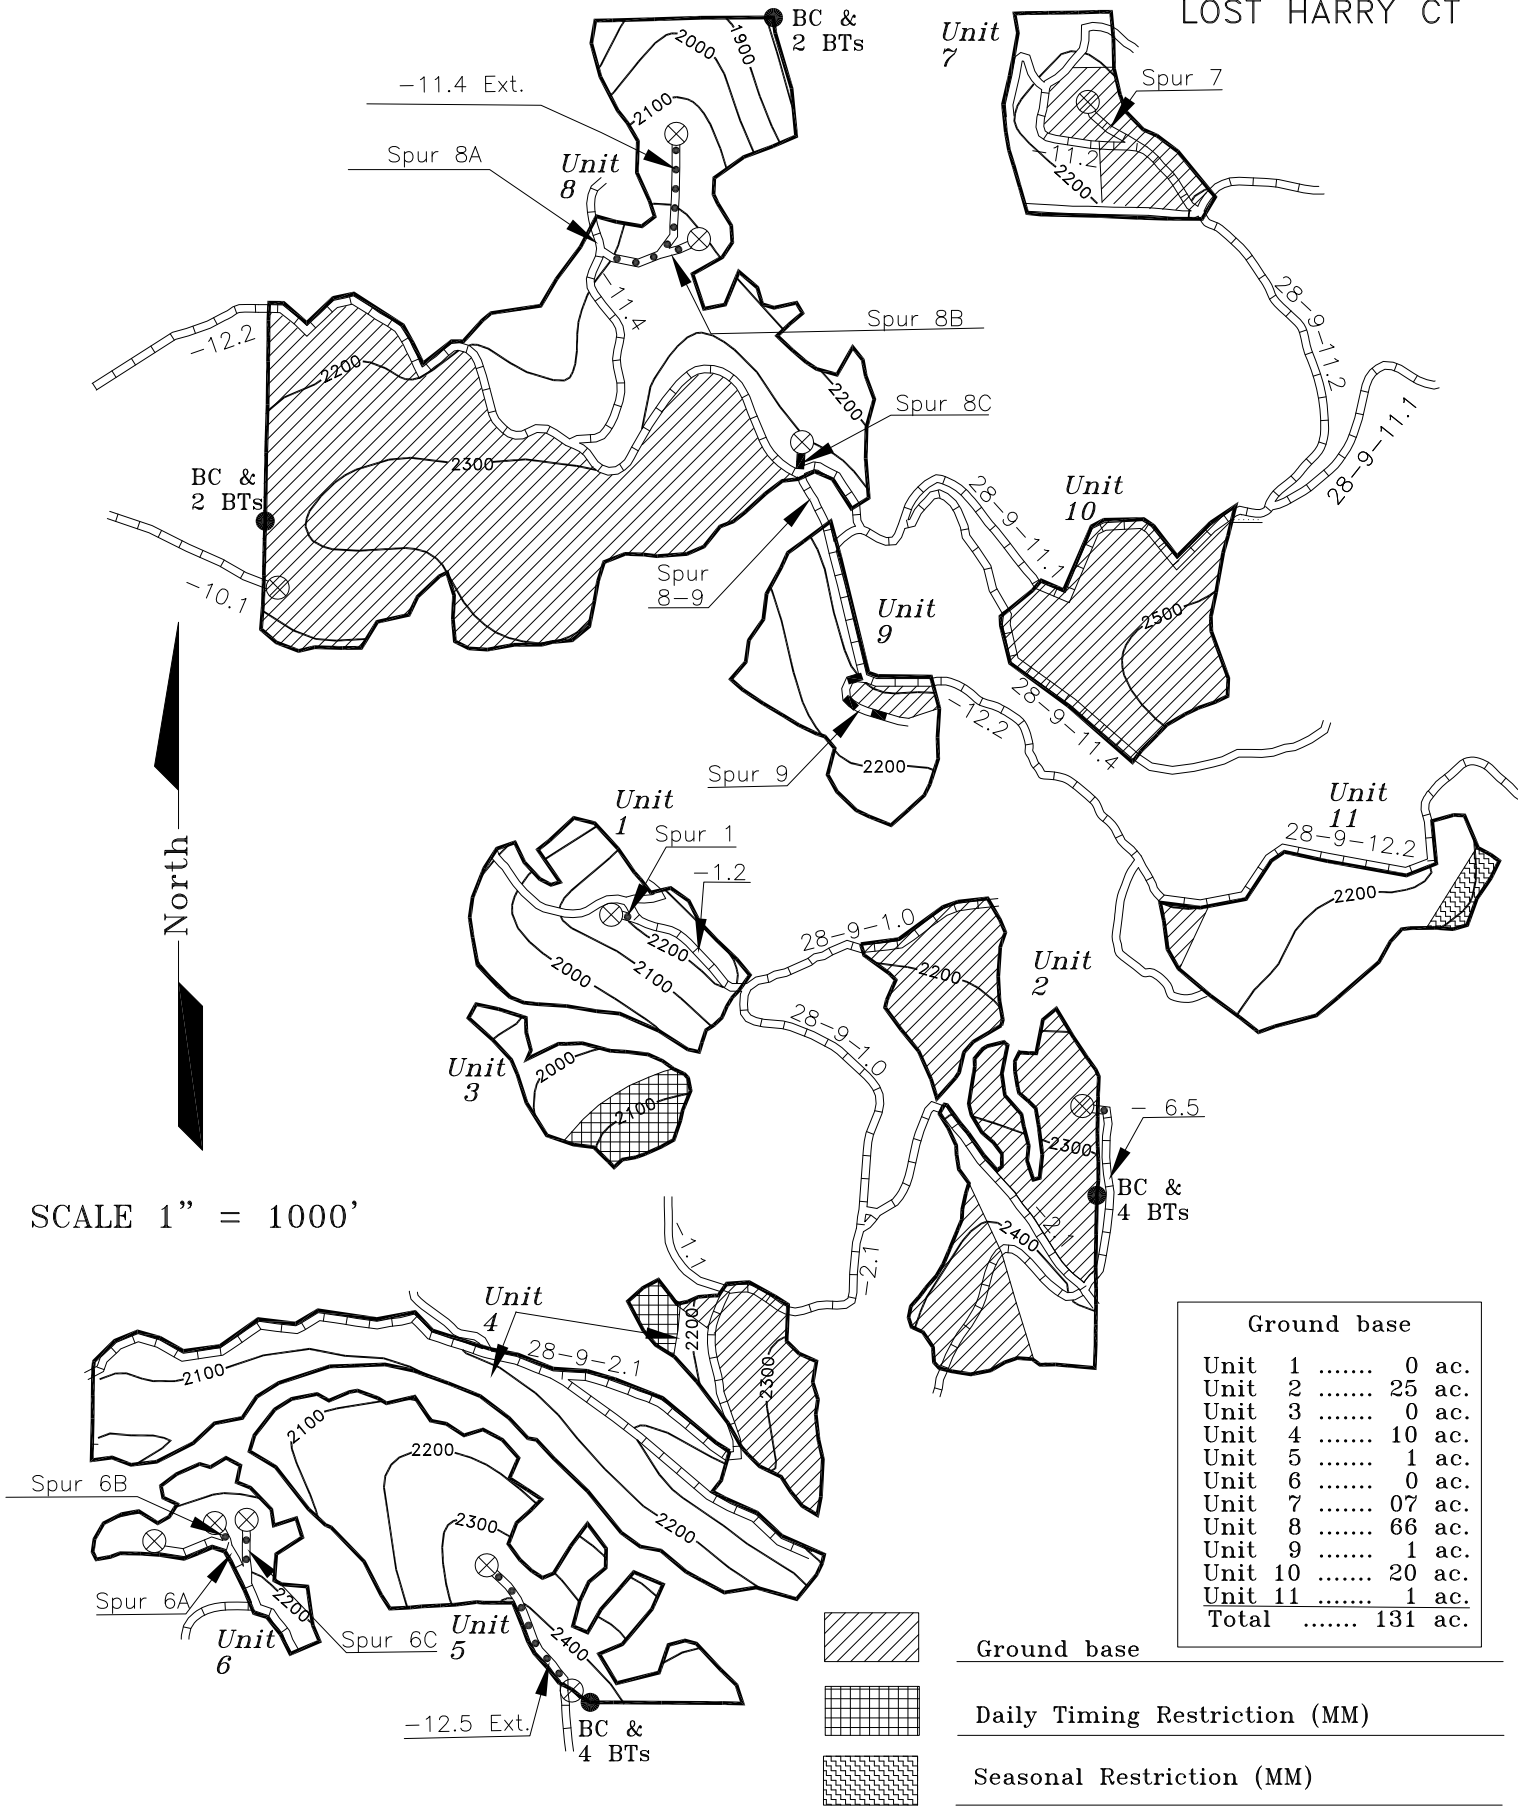 LOST HARRY CT
BC &
2 BTs
Unit
7
2000
1900
-11.4 Ext.
Spur 7
2100
Spur 8A
Unit
8
-11.2
2200
-11.4
28-9-11.2
Spur 8B
-12.2
2200
2200
Spur 8C
28-9-11.1
2300
BC &
2 BTs
28-9-11.1
Unit
10
-10.1
Spur
8-9
Unit
9
2500
28-9-11.4
-12.2
Spur 9
2200
Unit
1
Spur 1
-1.2
Unit
11
28-9-12.2
2200
North
2200
2100
2000
28-9-1.0
2200
Unit
2
28-9-1.0
Unit
3
2000
2100
- 6.5
2300
BC &
4 BTs
SCALE 1" = 1000'
-1.1
-2.1
2400
-2.1
Unit
4
2200
28-9-2.1
2300
2100
2100
2200
2300
2200
Spur 6B
Spur 6A
2200
Unit
6
Spur 6C
Unit
5
2400
-12.5 Ext.
BC &
4 BTs
Ground base
Unit 1 ....... 0 ac.
Unit 2 ....... 25 ac.
Unit 3 ....... 0 ac.
Unit 4 ....... 10 ac.
Unit 5 ....... 1 ac.
Unit 6 ....... 0 ac.
Unit 7 ....... 07 ac.
Unit 8 ....... 66 ac.
Unit 9 ....... 1 ac.
Unit 10 ....... 20 ac.
Unit 11 ....... 1 ac.
Total ....... 131 ac.
Ground base
Daily Timing Restriction (MM)
Seasonal Restriction (MM)